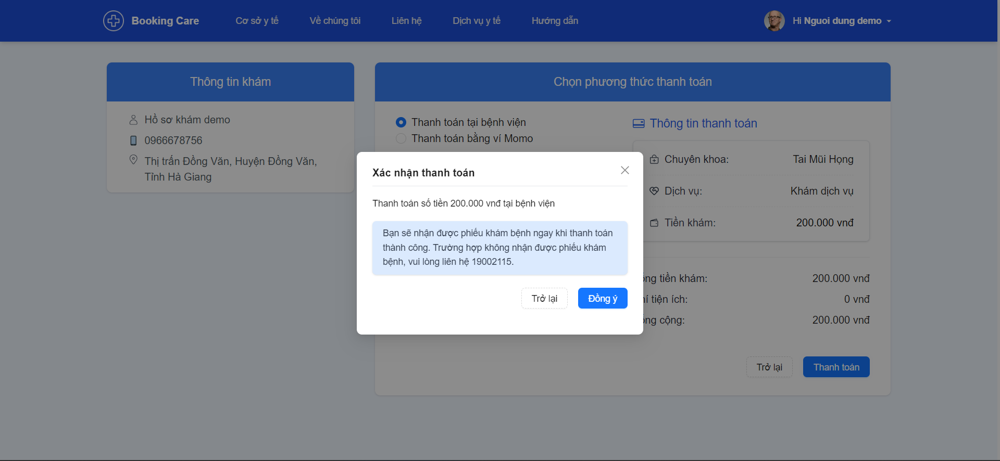 Booking Care
Cơ sở y tế
Về chúng tôi
Liên hệ
Dịch vụ y tế
Hướng dẫn
Hi Nguoi dung demo
Thông tin khám
Hồ sơ khám demo
0966678756
Thị trấn Đồng Văn, Huyện Đồng Văn,
Tỉnh Hà Giang
Chọn phương thức thanh toán
Thanh toán tại bệnh viện
Thanh toán bằng ví Momo
Thông tin thanh toán
Chuyên khoa: Tai Mũi Họng
Dịch vụ: Khám dịch vụ
Tiền khám: 200.000 vnđ
tiền khám: 200.000 vnđ
tiện ích: 0 vnđ
cộng: 200.000 vnđ
Trở lại
Thanh toán
Xác nhận thanh toán
Thanh toán số tiền 200.000 vnđ tại bệnh viện
Bạn sẽ nhận được phiếu khám bệnh ngay khi thanh toán
thành công. Trường hợp không nhận được phiếu khám
bệnh, vui lòng liên hệ 19002115.
Trở lại
Đồng ý